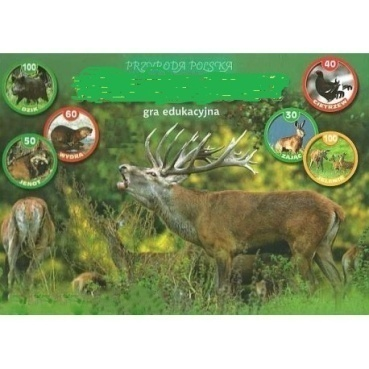 PRZYRODA POLSKA
gra edukacyjna
100
DZIK
60
WYDRA
50
JENOT
40
CIETRZEW
30
ZAJĄC
100